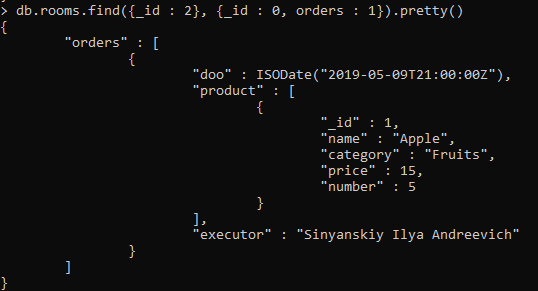 > db.rooms.find({_id : 2}, {_id : 0, orders : 1}).pretty()
{
        "orders" : [
                {
                        "doo" : ISODate("2019-05-09T21:00:00Z"),
                        "product" : [
                                {
                                        "_id" : 1,
                                        "name" : "Apple",
                                        "category" : "Fruits",
                                        "price" : 15,
                                        "number" : 5
                                }
                        ],
                        "executor" : "Sinyanskiy Ilya Andreevich"
                }
        ]
}